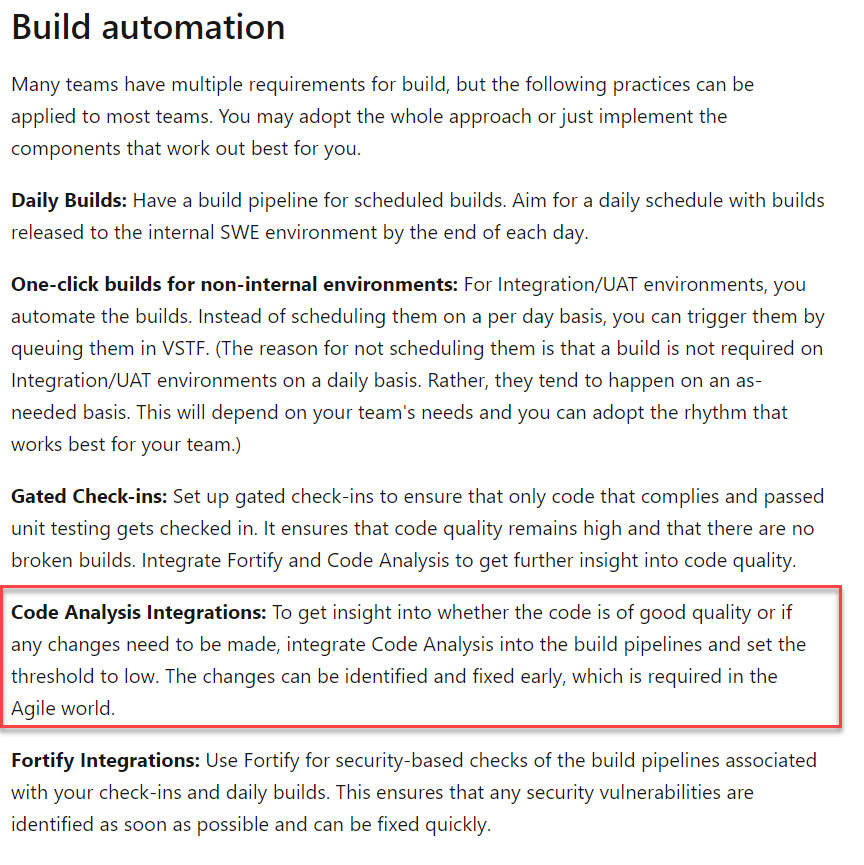 Build automation
Many teams have multiple requirements for build, but the following practices can be
applied to most teams. You may adopt the whole approach or just implement the
components that work out best for you.
Daily Builds: Have a build pipeline for scheduled builds. Aim for a daily schedule with builds
released to the internal SWE environment by the end of each day.
One-click builds for non-internal environments: For Integration/UAT environments, you
automate the builds. Instead of scheduling them on a per day basis, you can trigger them by
queuing them in VSTF. (The reason for not scheduling them is that a build is not required on
Integration/UAT environments on a daily basis. Rather, they tend to happen on an as-
needed basis. This will depend on your team's needs and you can adopt the rhythm that
works best for your team.)
Gated Check-ins: Set up gated check-ins to ensure that only code that complies and passed
unit testing gets checked in. It ensures that code quality remains high and that there are no
broken builds. Integrate Fortify and Code Analysis to get further insight into code quality.
Code Analysis Integrations: To get insight into whether the code is of good quality or if
any changes need to be made, integrate Code Analysis into the build pipelines and set the
threshold to low. The changes can be identified and fixed early, which is required in the
Agile world.
Fortify Integrations: Use Fortify for security-based checks of the build pipelines associated
with your check-ins and daily builds. This ensures that any security vulnerabilities are
identified as soon as possible and can be fixed quickly.